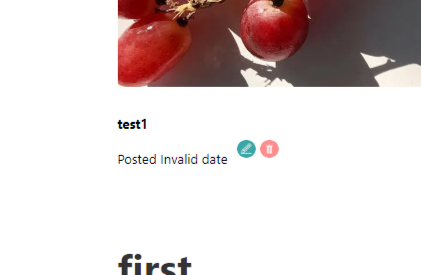 test1
Posted Invalid date
first